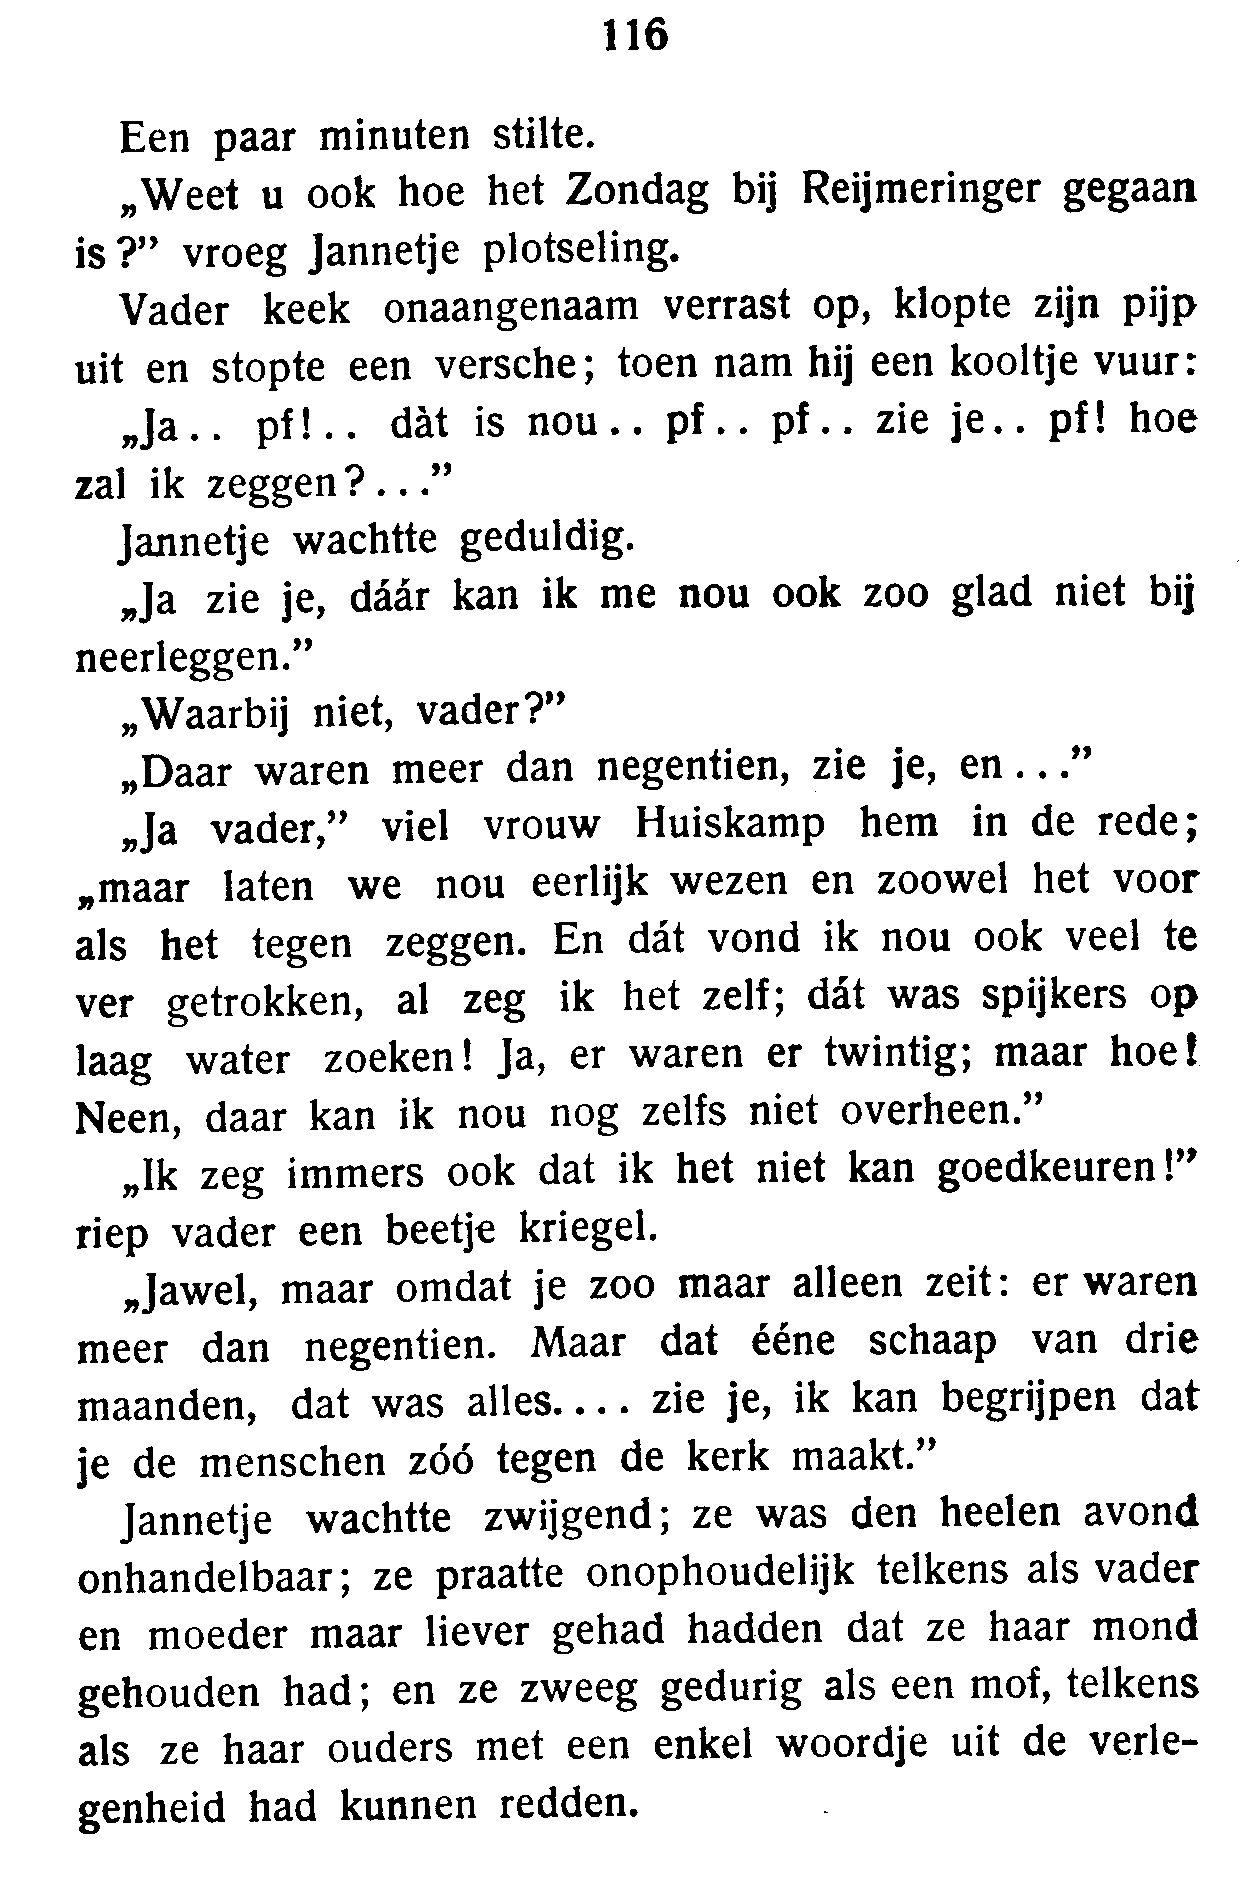 116
Een paar minuten stilte.
„Weet u ook hoe het Zondag bij Reijmeringer gegaan
is?” vroeg Jannetje plotseling.
Vader keek onaangenaam verrast op, klopte zijn pijp
uit en stopte een versche; toen nam hij een kooltje vuur:
„Ja.. pf!.. dàt is nou.. pf.. pf.. zie je.. pf! hoe
zal ik zeggen?...”
Jannetje wachtte geduldig.
„Ja zie je, dáár kan ik me nou ook zoo glad niet bij
neerleggen.”
„Waarbij niet, vader?”
„Daar waren meer dan negentien, zie je, en...”
„Ja vader,” viel vrouw Huiskamp hem in de rede;
„maar laten we nou eerlijk wezen en zoowel het voor
als het tegen zeggen. En dát vond ik nou ook veel te
ver getrokken, al zeg ik het zelf; dát was spijkers op
laag water zoeken! Ja, er waren er twintig; maar hoe!
Neen, daar kan ik nou nog zelfs niet overheen.”
„Ik zeg immers ook dat ik het niet kan goedkeuren!”
riep vader een beetje kriegel.
„Jawel, maar omdat je zoo maar alleen zeit: er waren
meer dan negentien. Maar dat ééne schaap van drie
maanden, dat was alles.... zie je, ik kan begrijpen dat
je de menschen zóó tegen de kerk maakt.”
Jannetje wachtte zwijgend; ze was den heelen avond
onhandelbaar; ze praatte onophoudelijk telkens als vader
en moeder maar liever gehad hadden dat ze haar mond
gehouden had; en ze zweeg gedurig als een mof, telkens
als ze haar ouders met een enkel woordje uit de verle-
genheid had kunnen redden.